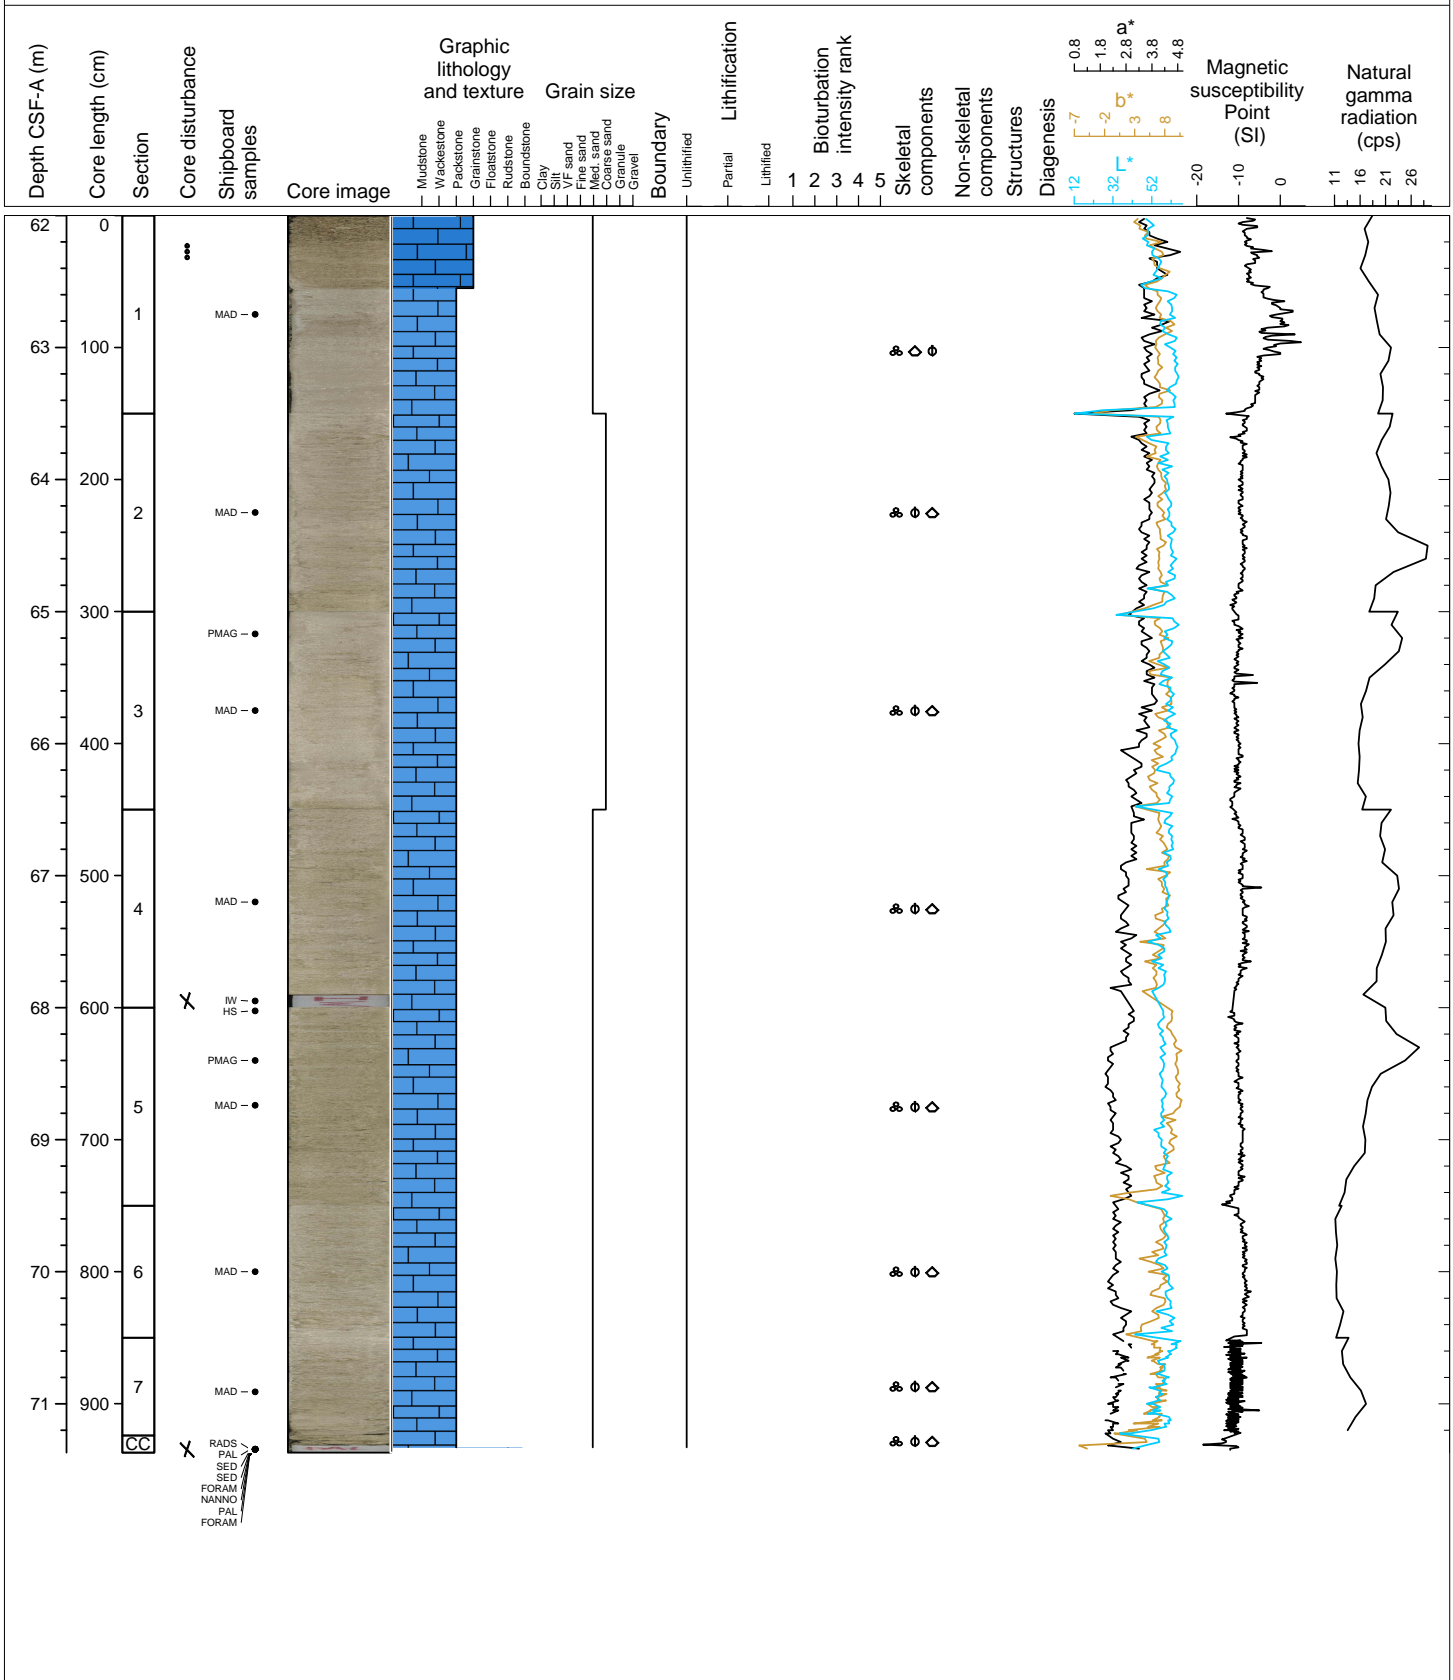 Depth CSF-A (m)
Core length (cm)
Section
Core disturbance
Shipboard
samples
Core image
Graphic
lithology
and texture
Mudstone
Wackestone
Packstone
Grainstone
Floatstone
Rudstone
Boundstone
Grain size
Clay
Silt
VF sand
Fine sand
Med. sand
Coarse sand
Granule
Gravel
Boundary
Lithification
Unlithified
Partial
Lithified
Bioturbation
intensity rank
1 2 3 4 5
Skeletal
components
Non-skeletal
components
Structures
Diagenesis
a*
0.8 1.8 2.8 3.8 4.8
b*
-7 -2 3 8
L*
12 32 52
Magnetic
susceptibility
Point
(SI)
-20 -10 0
Natural
gamma
radiation
(cps)
11 16 21 26
62 0
1
MAD
63 100
64 200
2 MAD
65 300
PMAG
3 MAD
66 400
67 500
MAD
4
IW
68 600
HS
PMAG
MAD
5
69 700
70 800 6 MAD
7 MAD
71 900
CC RADS
PAL
SED
SED
FORAM
NANNO
PAL
FORAM